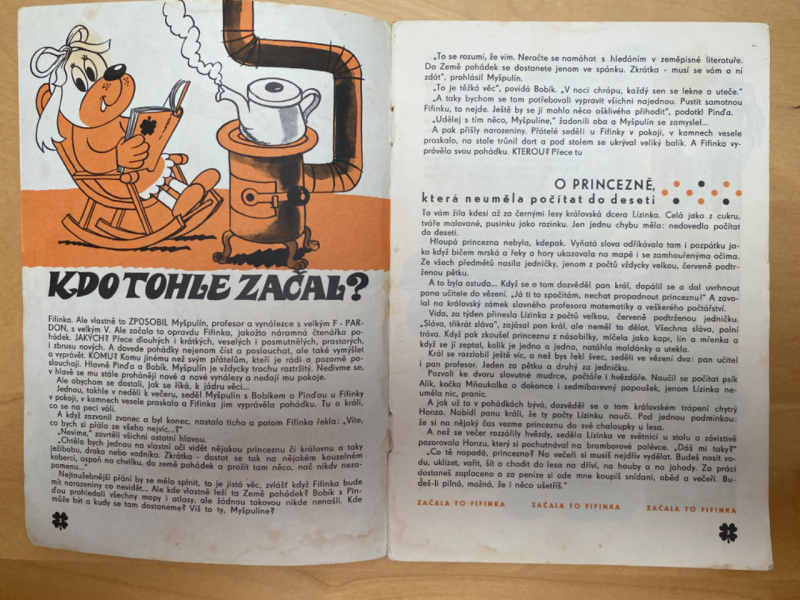 KDO TOHLE ZAČAL?
Fifinka. Ale vlastně to ZPOSOBIL Myšpulín, profesor a vynálezce s velkým F - PAR-
DON, s velkým V. Ale začala to opravdu Fifinka, jakožto náramná čtenářka po-
hádek. JAKÝCH? Přece dlouhých i krátkých, veselých i posmutnělých, prastarých,
i zbrusu nových. A dovede pohádky nejenom číst a poslouchat, ale také vymýšlet
a vyprávět. KOMU? Komu jinému než svým přátelům, kteří je rádi a pozorně po-
slouchají. Hlavně Pinďa a Bobík. Myšpulín je vždycky trochu roztržitý. Nedivme se,
v hlavě se mu stále prohánějí nové a nové vynálezy a nedají mu pokoje.
Ale abychom se dostali, jak se říká, k jádru věci...
Jednou, tohle v neděli k večeru, seděl Myšpulín s Bobíkem a Pinďou u Fifinky
v pokoji, v kamnech vesele praskalo a Fifinka jim vyprávěla pohádku. Tu o králi,
co se na peci válí.
A když zazvonil zvonec a byl konec, nastalo ticho a potom Fifinka řekla: „Víte,
co bych si přála ze všeho nejvíc...?"
„Nevíme," zavrtěli všichni ostatní hlavou.
„Chtěla bych jednou na vlastní oči vidět nějakou princeznu či královnu a taky
Ježibabu, draka nebo vodníka. Zkrátka - dostat se tak na nějakém kouzelném
koberci, aspoň na chvilku, do země pohádek a prožít tam něco, nač nikdy neza-
pomenu..."
Nejtoužebnější přání by se mělo splnit, to je jistá věc, zvlášť když Fifinka bude
mít narozeniny co nevidět... Ale kde vlastně leží ta Země pohádek? Bobík s Pin-
ďou prohledali všechny mapy i atlasy, ale žádnou takovou nikde nenašli. Kde
může být a kudy se tam dostaneme? Víš to ty, Myšpulíne?
„To se rozumí, že vím. Neračte se namáhat s hledáním v zeměpisné literatuře.
Do Země pohádek se dostanete jenom ve spánku. Zkrátka - musí se vám o ní
zdát", prohlásil Myšpulín.
"To je těžká věc", povídá Bobík. "V noci chrápu, každý sen se lekne a uteče."
„A taky bychom se tam potřebovali vypravit všichni najednou. Pustit samotnou
Fifinku, to nejde. Ještě by se jí mohlo něco ošklivého přihodit", podotkl Pinďa.
„Udělej s tím něco, Myšpulíne," žadonili oba a Myšpulín se zamyslel...
A pak přišly narozeniny. Přátelé seděli u Fifinky v pokoji, v kamnech vesele
praskalo, na stole trůnil dort a pod stolem se ukrýval veliký balík. A Fifinka vy-
právěla svou pohádku. KTEROU? Přece tu
O PRINCEZNĚ,
která neuměla počítat do deseti
To vám žila kdesi až za černými lesy královská dcera Lízinka. Celá jako z cukru,
tváře malované, pusinku jako rozinku. Jen jednu chybu měla: nedovedla počítat
do deseti.
Hloupá princezna nebyla, kdepak. Vyňatá slova odříkávala tam i pozpátku ja-
ko když bičem mrská a řeky a hory ukazovala na mapě i se zamhouřenýma očima.
Ze všech předmětů nosila jedničky, jenom z počtů vždycky velkou, červeně podtr-
ženou pětku.
A to byla ostuda... Když se o tom dozvěděl pan král, dopálil se a dal uvrhnout
pana učitele do vězení. „Já ti to spočítám, nechat propadnout princeznu!" A zavo-
lal na královský zámek slavného profesora matematiky a veškerého počtářství.
Vida, za týden přinesla Lízinka z počtů velkou, červeně podtrženou jedničku.
„Sláva, třikrát sláva", zajásal pan král, ale neměl to dělat. Všechna sláva, polní
tráva. Když pak zkoušel princeznu z násobilky, mlčela jako kapr, lín a mřenka a
když se jí zeptal, kolik je jedna a jedna, natáhla moldánky a utekla.
Král se rozzlobil ještě víc, a než bys řekl švec, seděli ve vězení dva: pan učitel
i pan profesor. Jeden za pětku a druhý za jedničku.
Pozvali ke dvoru slovutné mudrce, počtáře i hvězdáře. Naučil se počítat psík
Alík, kočka Mňoukalka a dokonce i sedmibarevný papoušek, jenom Lízinka ne-
uměla nic, pranic.
A jak už to v pohádkách bývá, dozvěděl se o tom královském trápení chytrý
Honza. Nabídl panu králi, že ty počty Lízinku naučí. Pod jednou podmínkou:
že si na nějaký čas vezme princeznu do své chaloupky u lesa.
A než se večer rozzářily hvězdy, seděla Lízinka ve světnici u stolu a závistivě
pozorovala Honzu, který si pochutnával na bramborové polévce. „Dáš mi taky?"
„Co tě napadá, princezno? Na večeři si musíš nejdřív vydělat. Budeš nosit vo-
du, uklízet, vařit, šít a chodit do lesa na dříví, na houby a na jahody. Za práci
dostaneš zaplaceno a za peníze si ode mne koupíš snídani, oběd a večeři. Bu-
deš-li pilná, možná, že i něco ušetříš."
ZAČALA TO FIFINKA ZAČALA TO FIFINKA ZAČALA TO FIFINKA